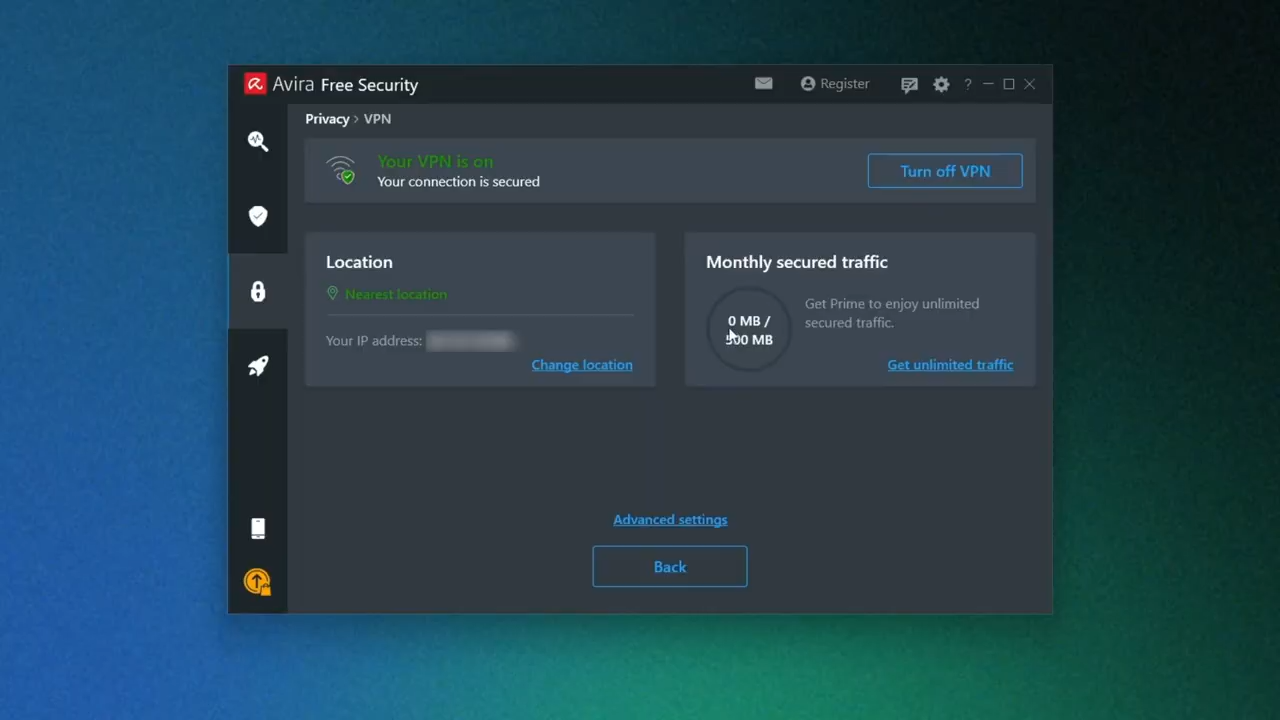 Avira Free Security
Register
?
Privacy > VPN
Your VPN is on
Your connection is secured
Turn off VPN
Location
Nearest location
Your IP address:
Change location
Monthly secured traffic
0 MB /
500 MB
Get Prime to enjoy unlimited
secured traffic.
Get unlimited traffic
Advanced settings
Back